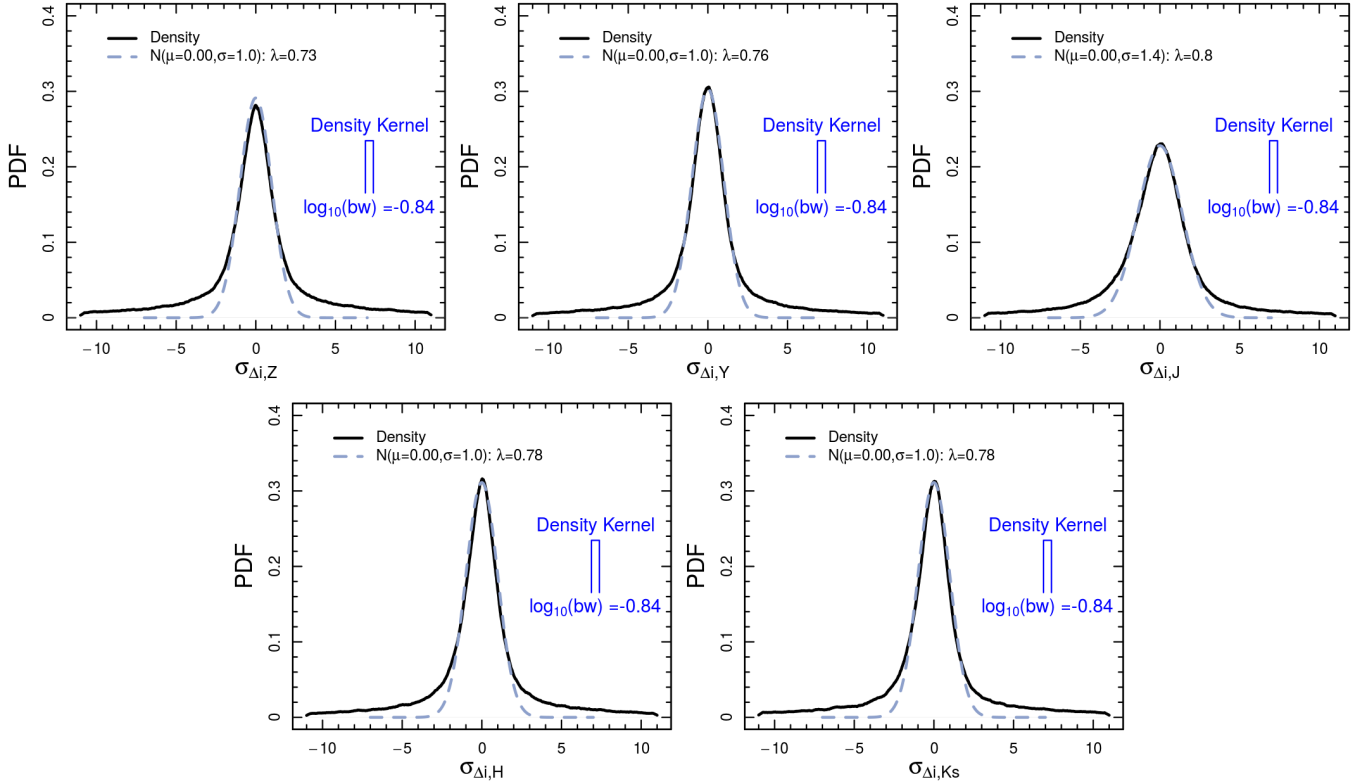 0.4
0.3
0.2
0.1
0
PDF
Density
N(μ=0.00,σ=1.0): λ=0.73
Density Kernel
log₁₀(bw) =-0.84
−10 −5 0 5 10
σΔi,Z
0.4
0.3
0.2
0.1
0
PDF
Density
N(μ=0.00,σ=1.0): λ=0.76
Density Kernel
log₁₀(bw) =-0.84
−10 −5 0 5 10
σΔi,Y
0.4
0.3
0.2
0.1
0
PDF
Density
N(μ=0.00,σ=1.4): λ=0.8
Density Kernel
log₁₀(bw) =-0.84
−10 −5 0 5 10
σΔi,J
0.4
0.3
0.2
0.1
0
PDF
Density
N(μ=0.00,σ=1.0): λ=0.78
Density Kernel
log₁₀(bw) =-0.84
−10 −5 0 5 10
σΔi,H
0.4
0.3
0.2
0.1
0
PDF
Density
N(μ=0.00,σ=1.0): λ=0.78
Density Kernel
log₁₀(bw) =-0.84
−10 −5 0 5 10
σΔi,Ks